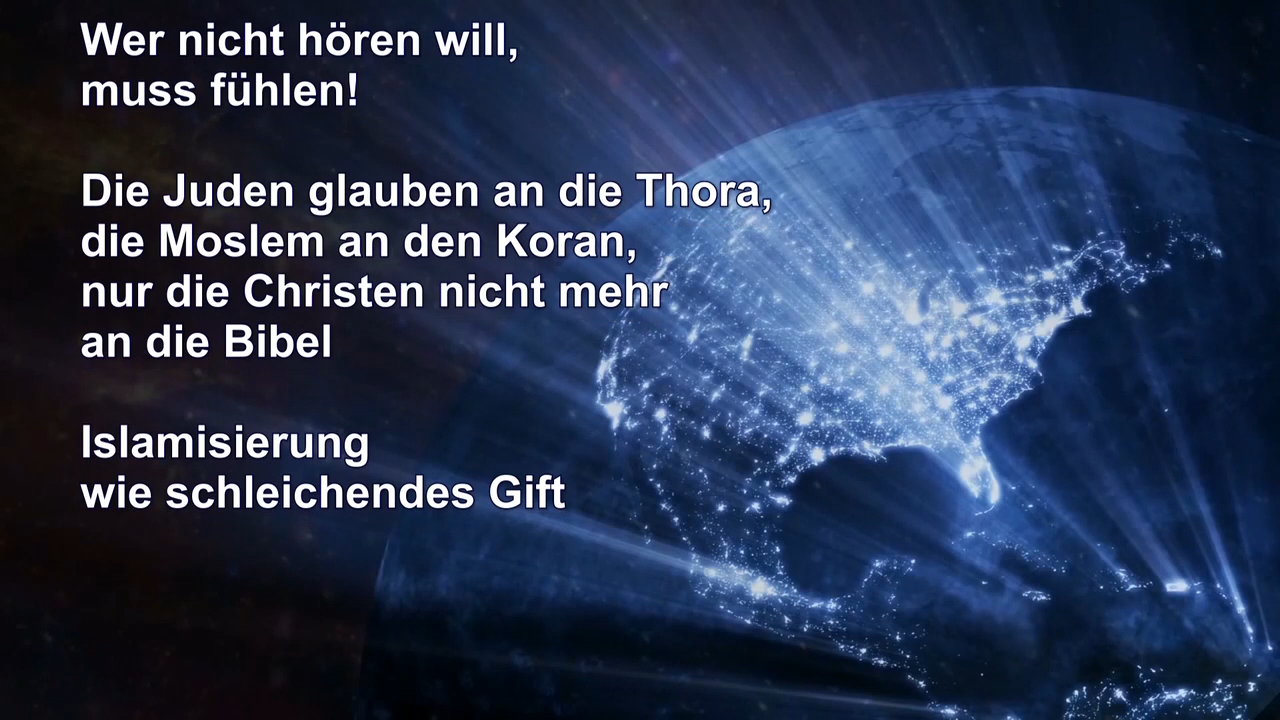 Wer nicht hören will,
muss fühlen!
Die Juden glauben an die Thora,
die Moslem an den Koran,
nur die Christen nicht mehr
an die Bibel
Islamisierung
wie schleichendes Gift